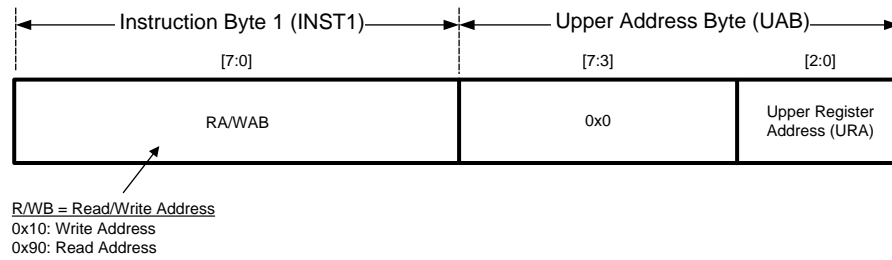 Instruction Byte 1 (INST1) Upper Address Byte (UAB)
[7:0] [7:3] [2:0]
RA/WAB 0x0 Upper Register
Address (URA)
R/WB = Read/Write Address
0x10: Write Address
0x90: Read Address